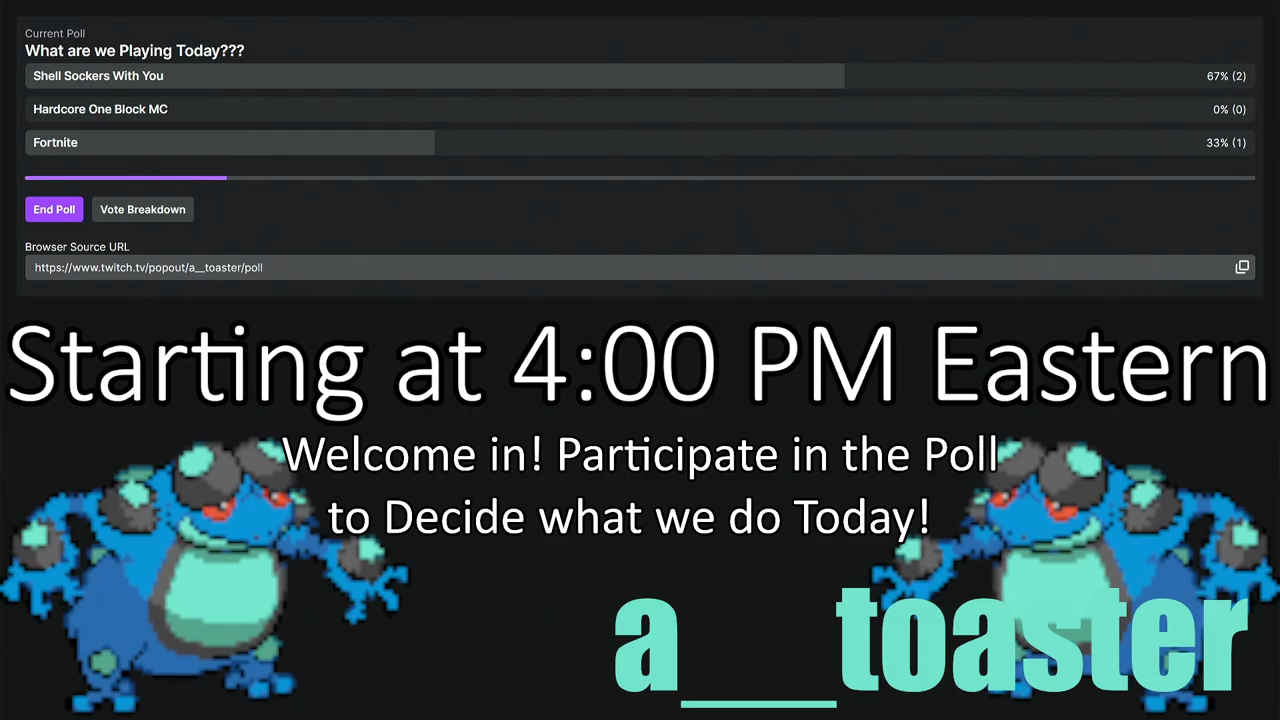 Current Poll
What are we Playing Today???
Shell Sockers With You 67% (2)
Hardcore One Block MC 0% (0)
Fortnite 33% (1)
End Poll Vote Breakdown
Browser Source URL
https://www.twitch.tv/popout/a__toaster/poll
Starting at 4:00 PM Eastern
Welcome in! Participate in the Poll
to Decide what we do Today!
a__toaster